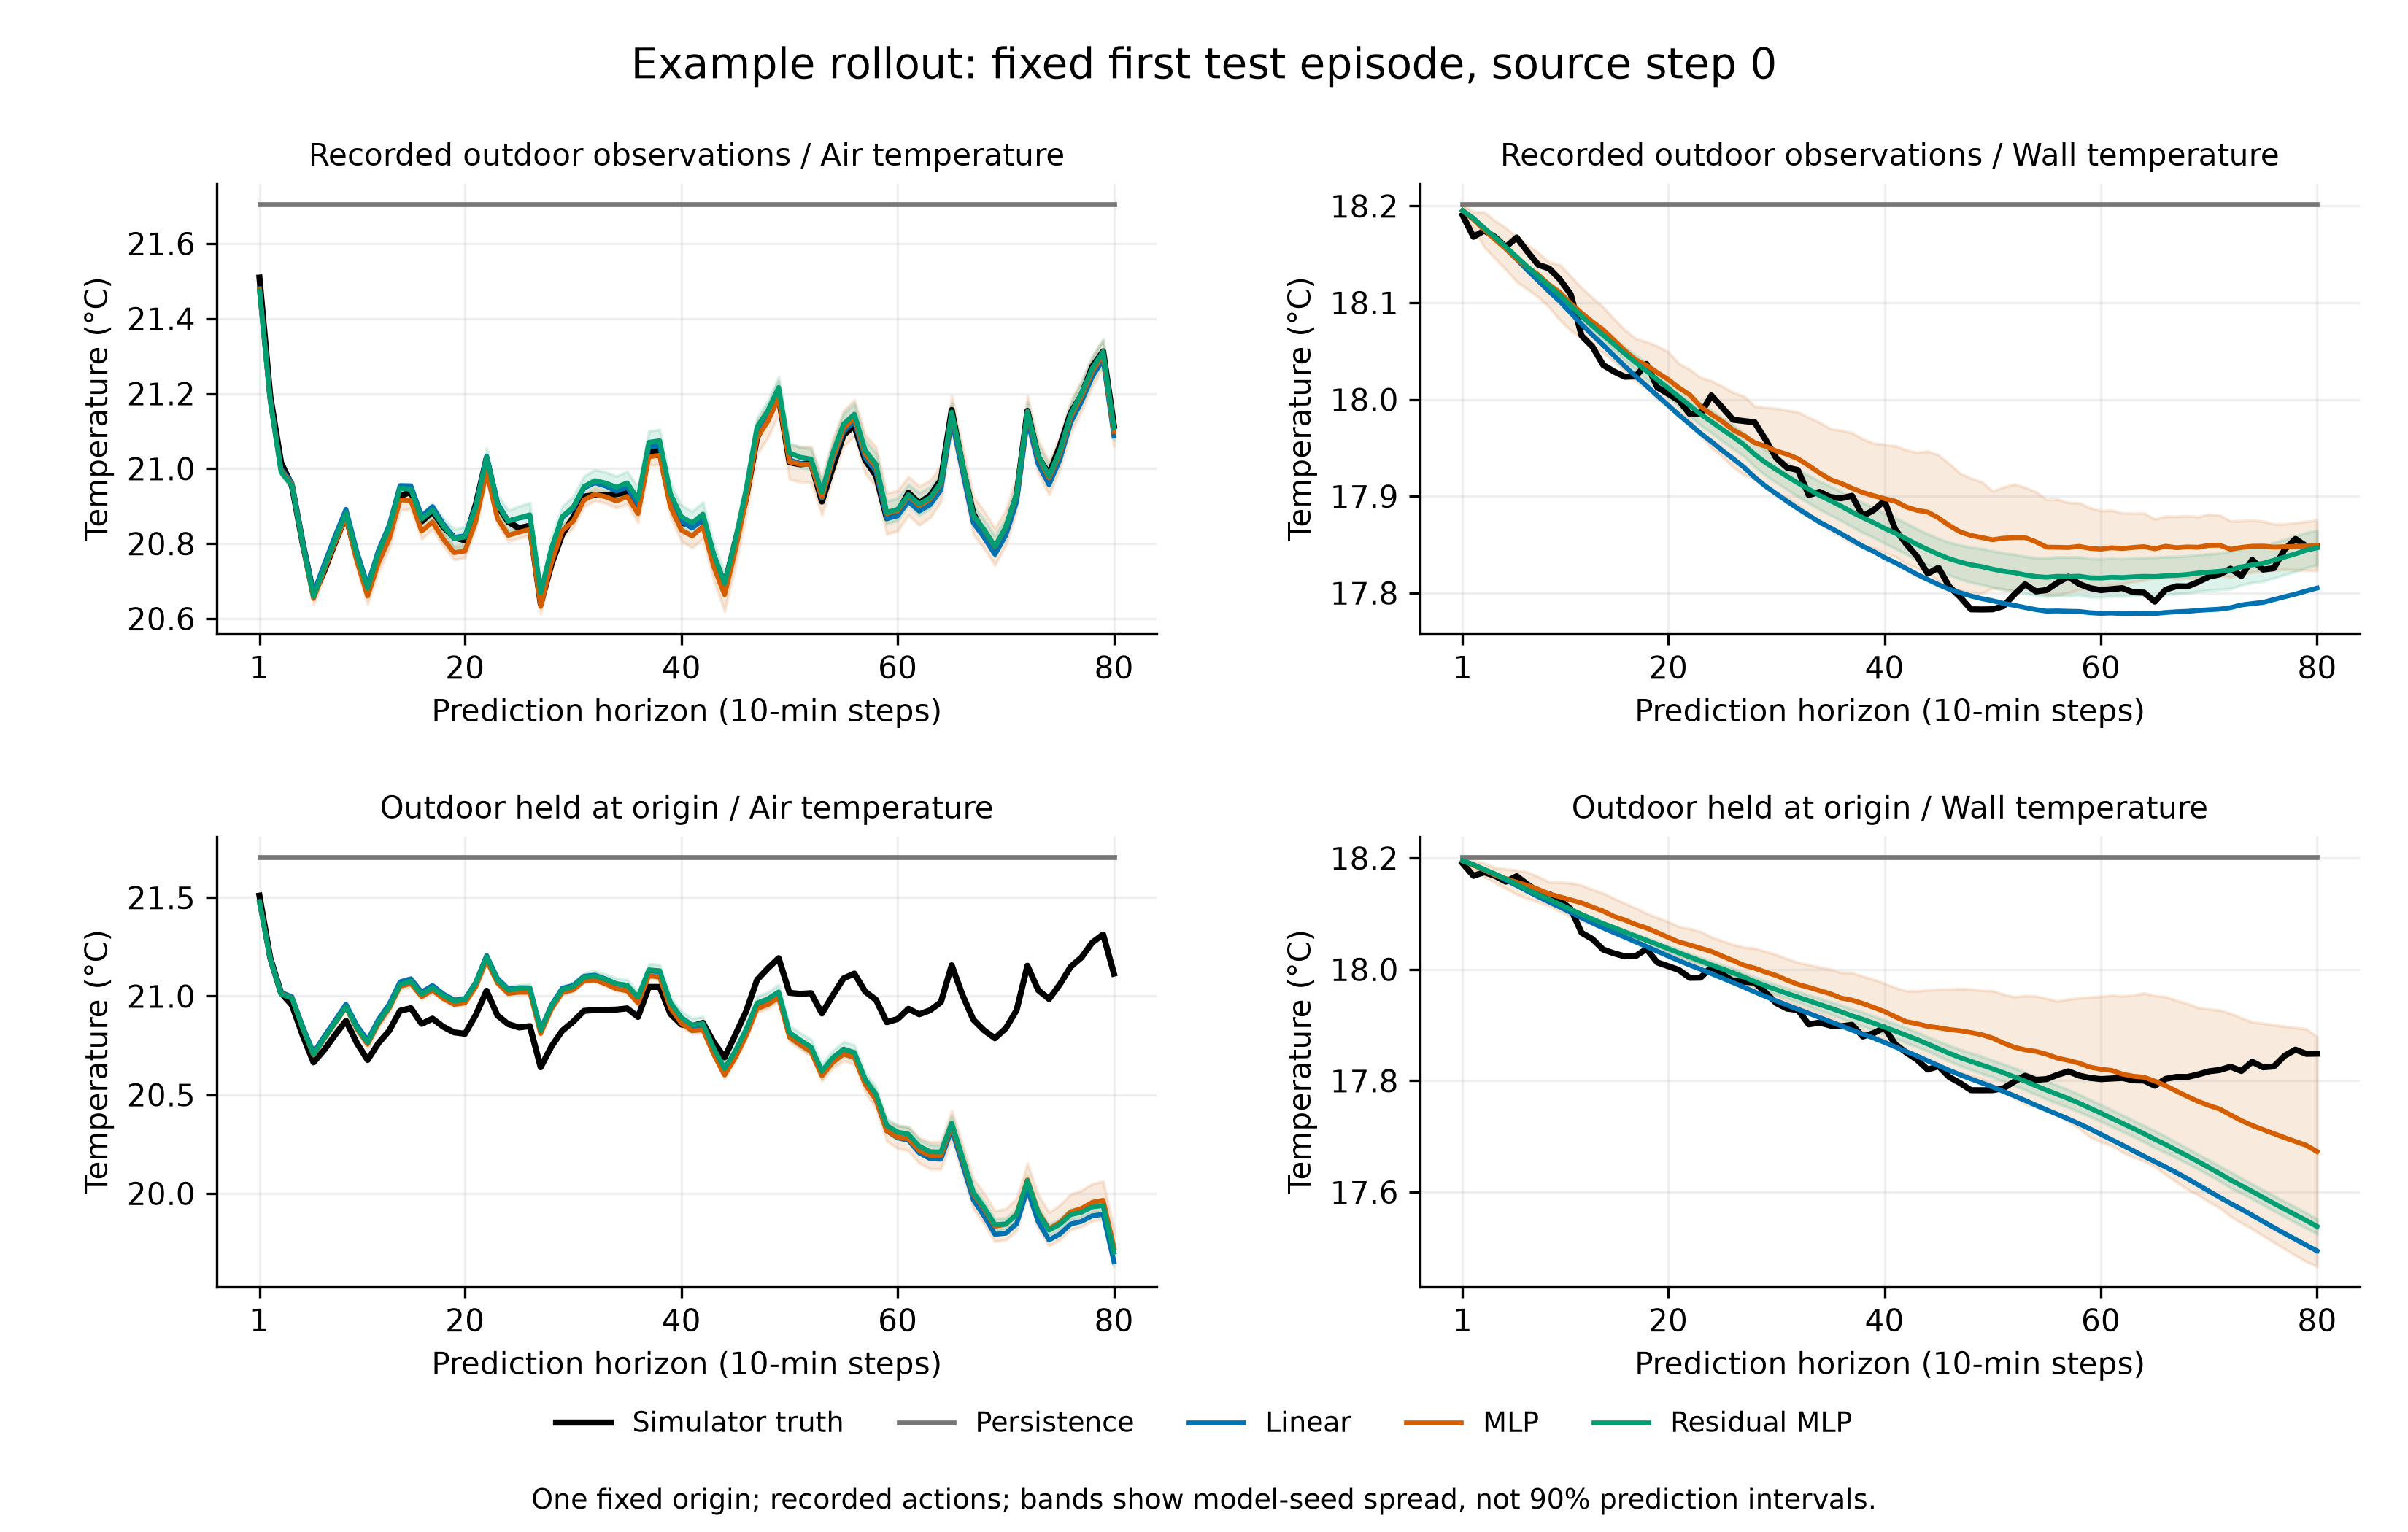 Example rollout: fixed first test episode, source step 0
Recorded outdoor observations / Air temperature
Temperature (°C)
21.6
21.4
21.2
21.0
20.8
20.6
1 20 40 60 80
Prediction horizon (10-min steps)
Recorded outdoor observations / Wall temperature
Temperature (°C)
18.2
18.1
18.0
17.9
17.8
1 20 40 60 80
Prediction horizon (10-min steps)
Outdoor held at origin / Air temperature
Temperature (°C)
21.5
21.0
20.5
20.0
1 20 40 60 80
Prediction horizon (10-min steps)
Outdoor held at origin / Wall temperature
Temperature (°C)
18.2
18.0
17.8
17.6
1 20 40 60 80
Prediction horizon (10-min steps)
Simulator truth Persistence Linear MLP Residual MLP
One fixed origin; recorded actions; bands show model-seed spread, not 90% prediction intervals.